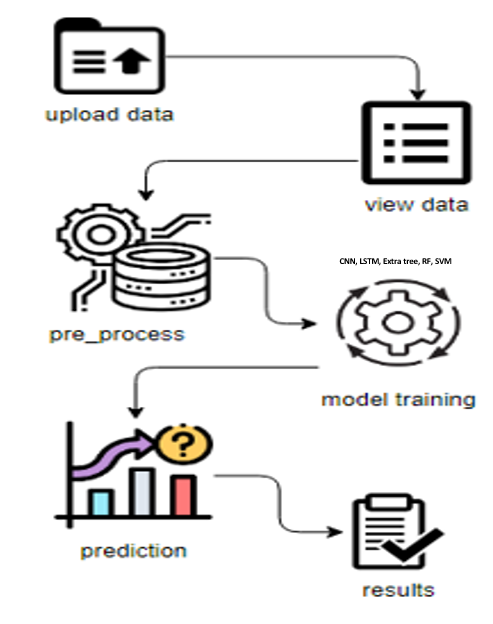 upload data
view data
pre_process
CNN, LSTM, Extra tree, RF, SVM
model training
?
prediction
results